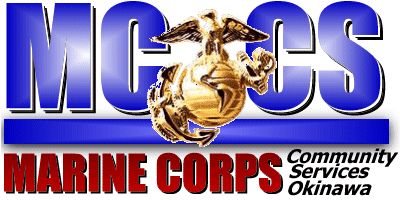 MCCS
MARINE CORPS Community
Services
Okinawa